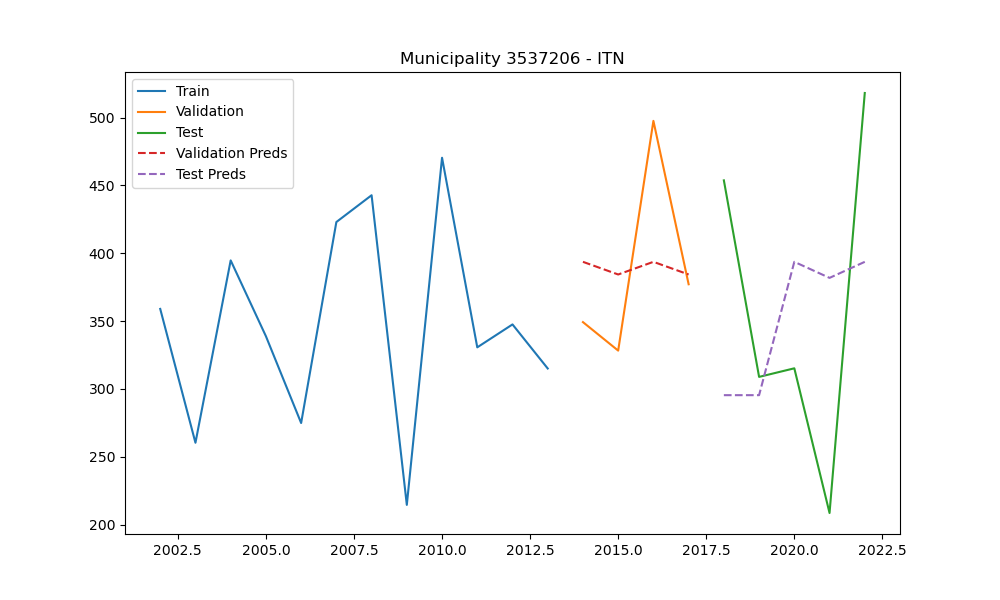 Municipality 3537206 - ITN
Train
Validation
Test
Validation Preds
Test Preds
500
450
400
350
300
250
200
2002.5 2005.0 2007.5 2010.0 2012.5 2015.0 2017.5 2020.0 2022.5